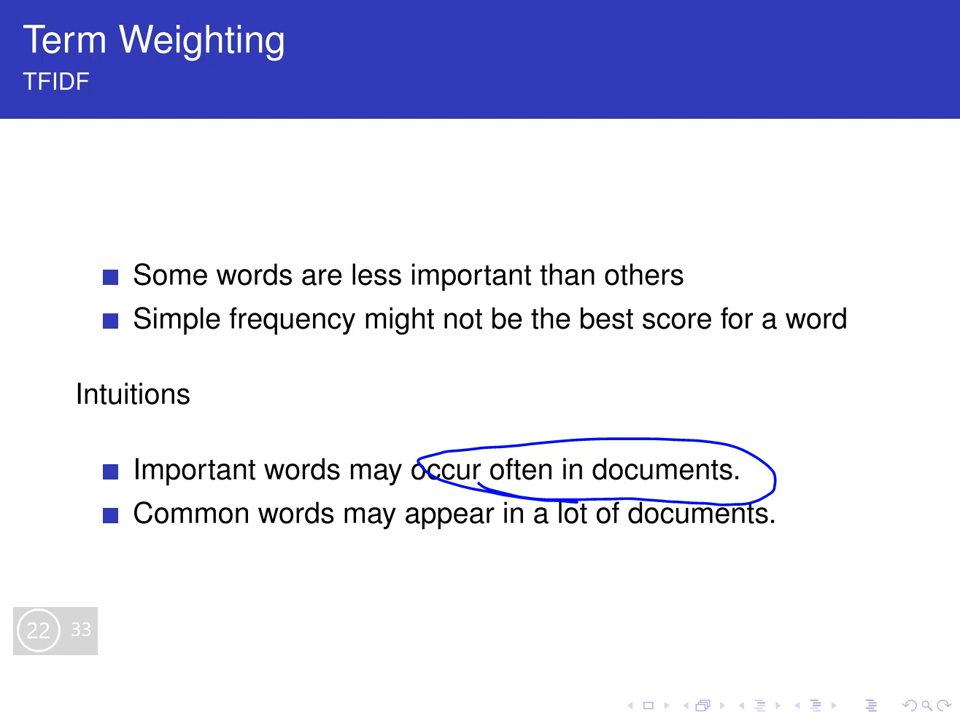 Term Weighting
TFIDF
Some words are less important than others
Simple frequency might not be the best score for a word
Intuitions
Important words may occur often in documents.
Common words may appear in a lot of documents.
22 33